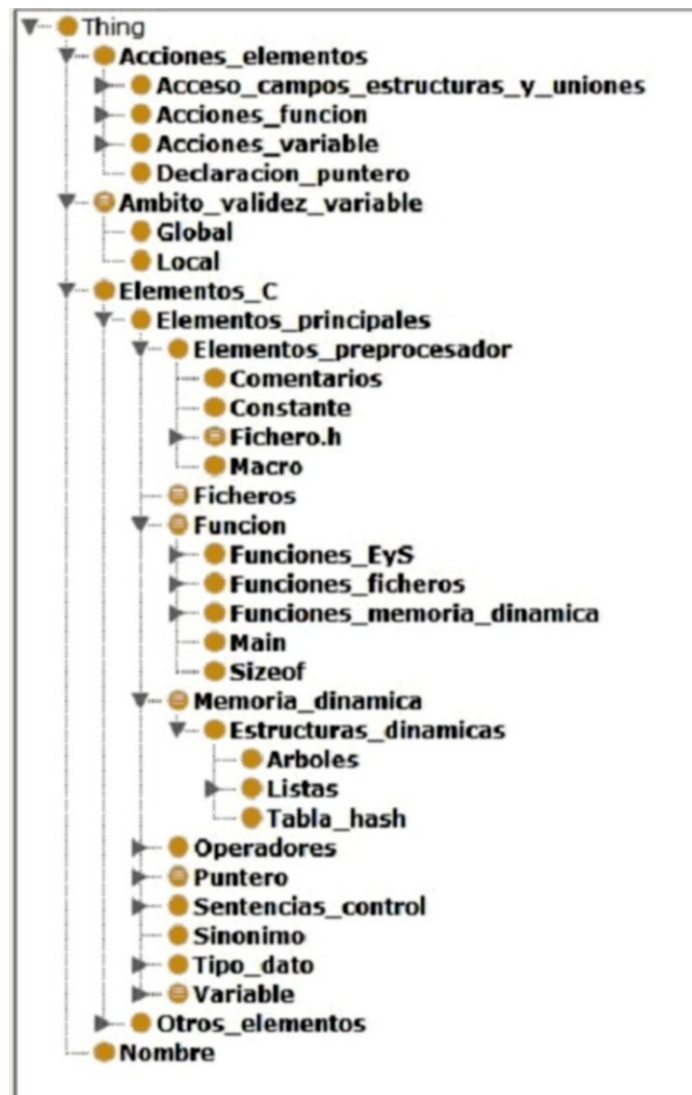 Thing
Acciones_elementos
Acceso_campos_estructuras_y_uniones
Acciones_funcion
Acciones_variable
Declaracion_puntero
Ambito_validez_variable
Global
Local
Elementos_C
Elementos_principales
Elementos_preprocesador
Comentarios
Constante
Fichero.h
Macro
Ficheros
Funcion
Funciones_EyS
Funciones_ficheros
Funciones_memoria_dinamica
Main
Sizeof
Memoria_dinamica
Estructuras_dinamicas
Arboles
Listas
Tabla_hash
Operadores
Puntero
Sentencias_control
Sinonimo
Tipo_dato
Variable
Otros_elementos
Nombre